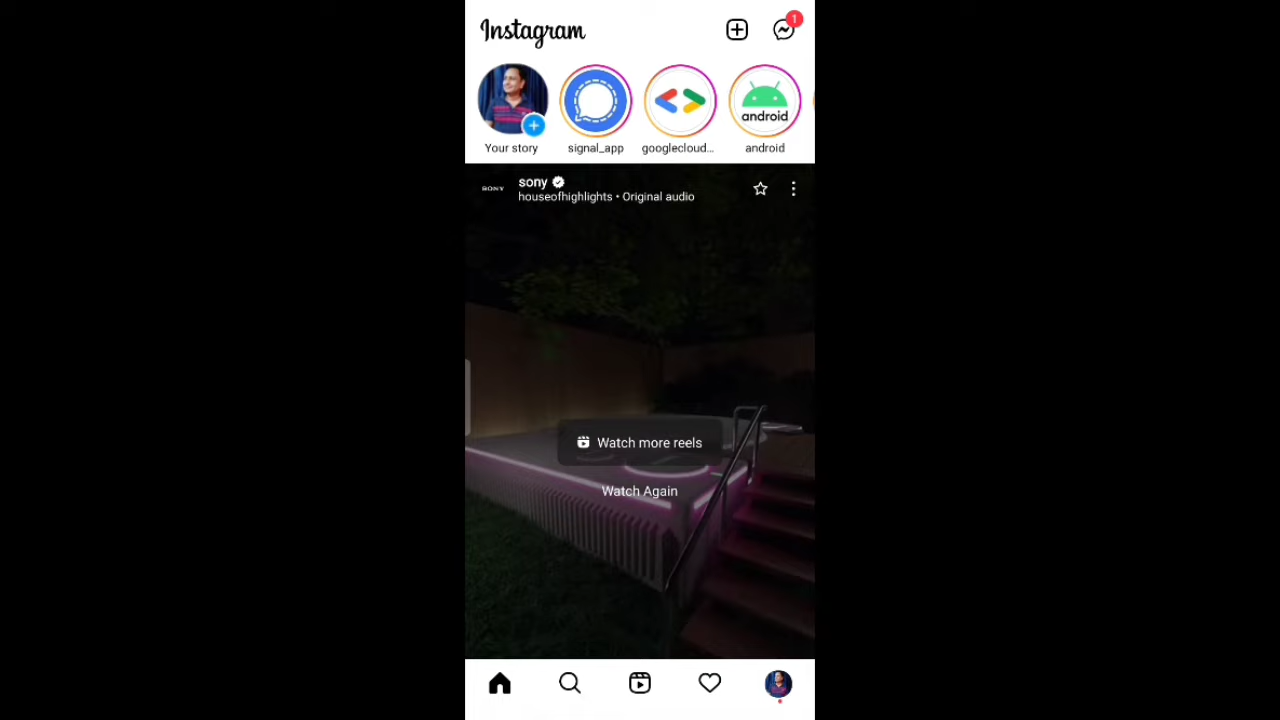 Instagram
1
Your story
signal_app
googlecloud...
android
android
SONY
sony
houseofhighlights • Original audio
Watch more reels
Watch Again